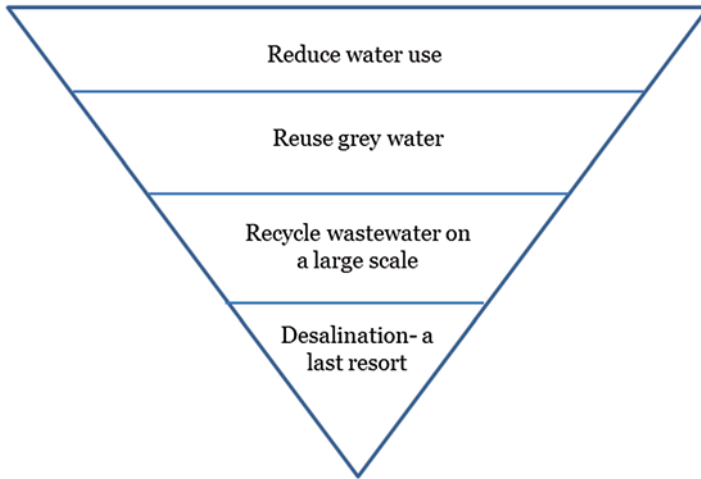 Reduce water use
Reuse grey water
Recycle wastewater on
a large scale
Desalination- a
last resort